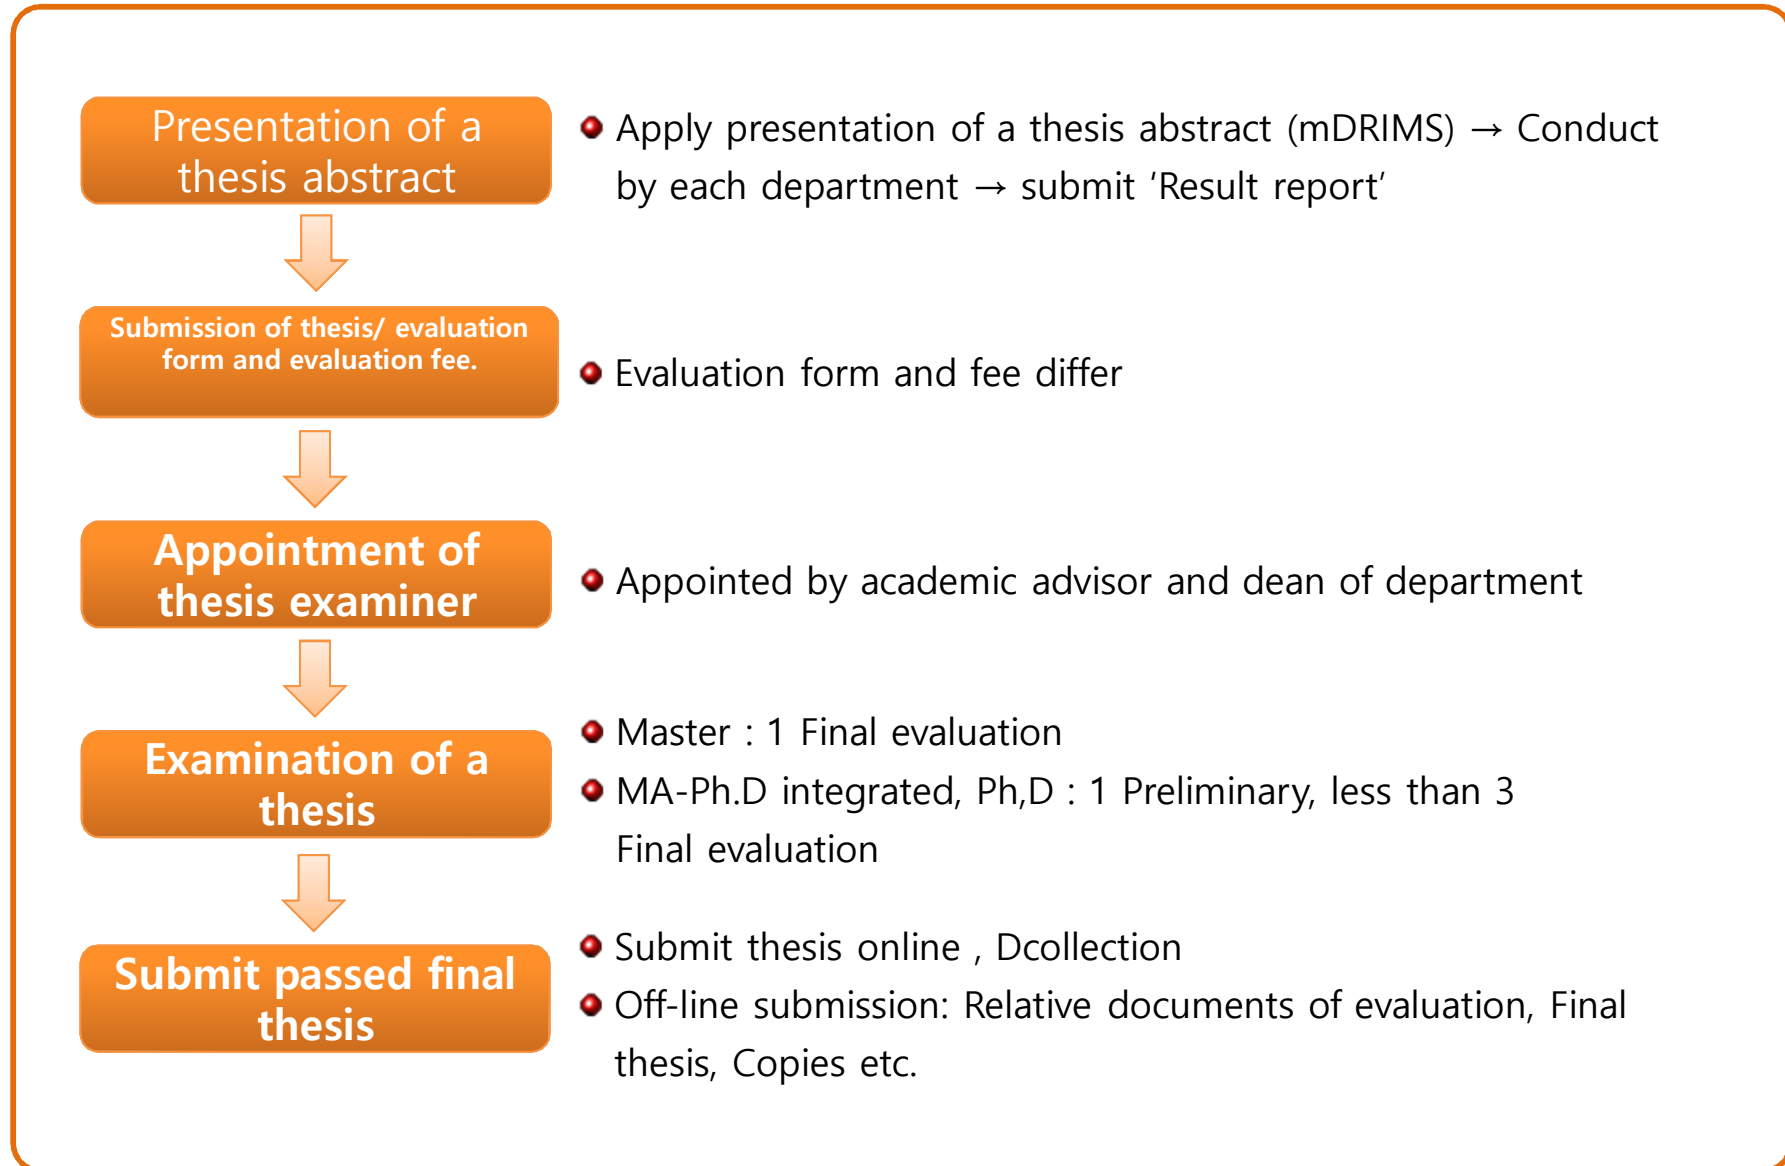 Presentation of a
thesis abstract
Apply presentation of a thesis abstract (mDRIMS) → Conduct
by each department → submit ‘Result report’
Submission of thesis/ evaluation
form and evaluation fee.
Evaluation form and fee differ
Appointment of
thesis examiner
Appointed by academic advisor and dean of department
Examination of a
thesis
Master : 1 Final evaluation
MA-Ph.D integrated, Ph,D : 1 Preliminary, less than 3
Final evaluation
Submit passed final
thesis
Submit thesis online , Dcollection
Off-line submission: Relative documents of evaluation, Final
thesis, Copies etc.